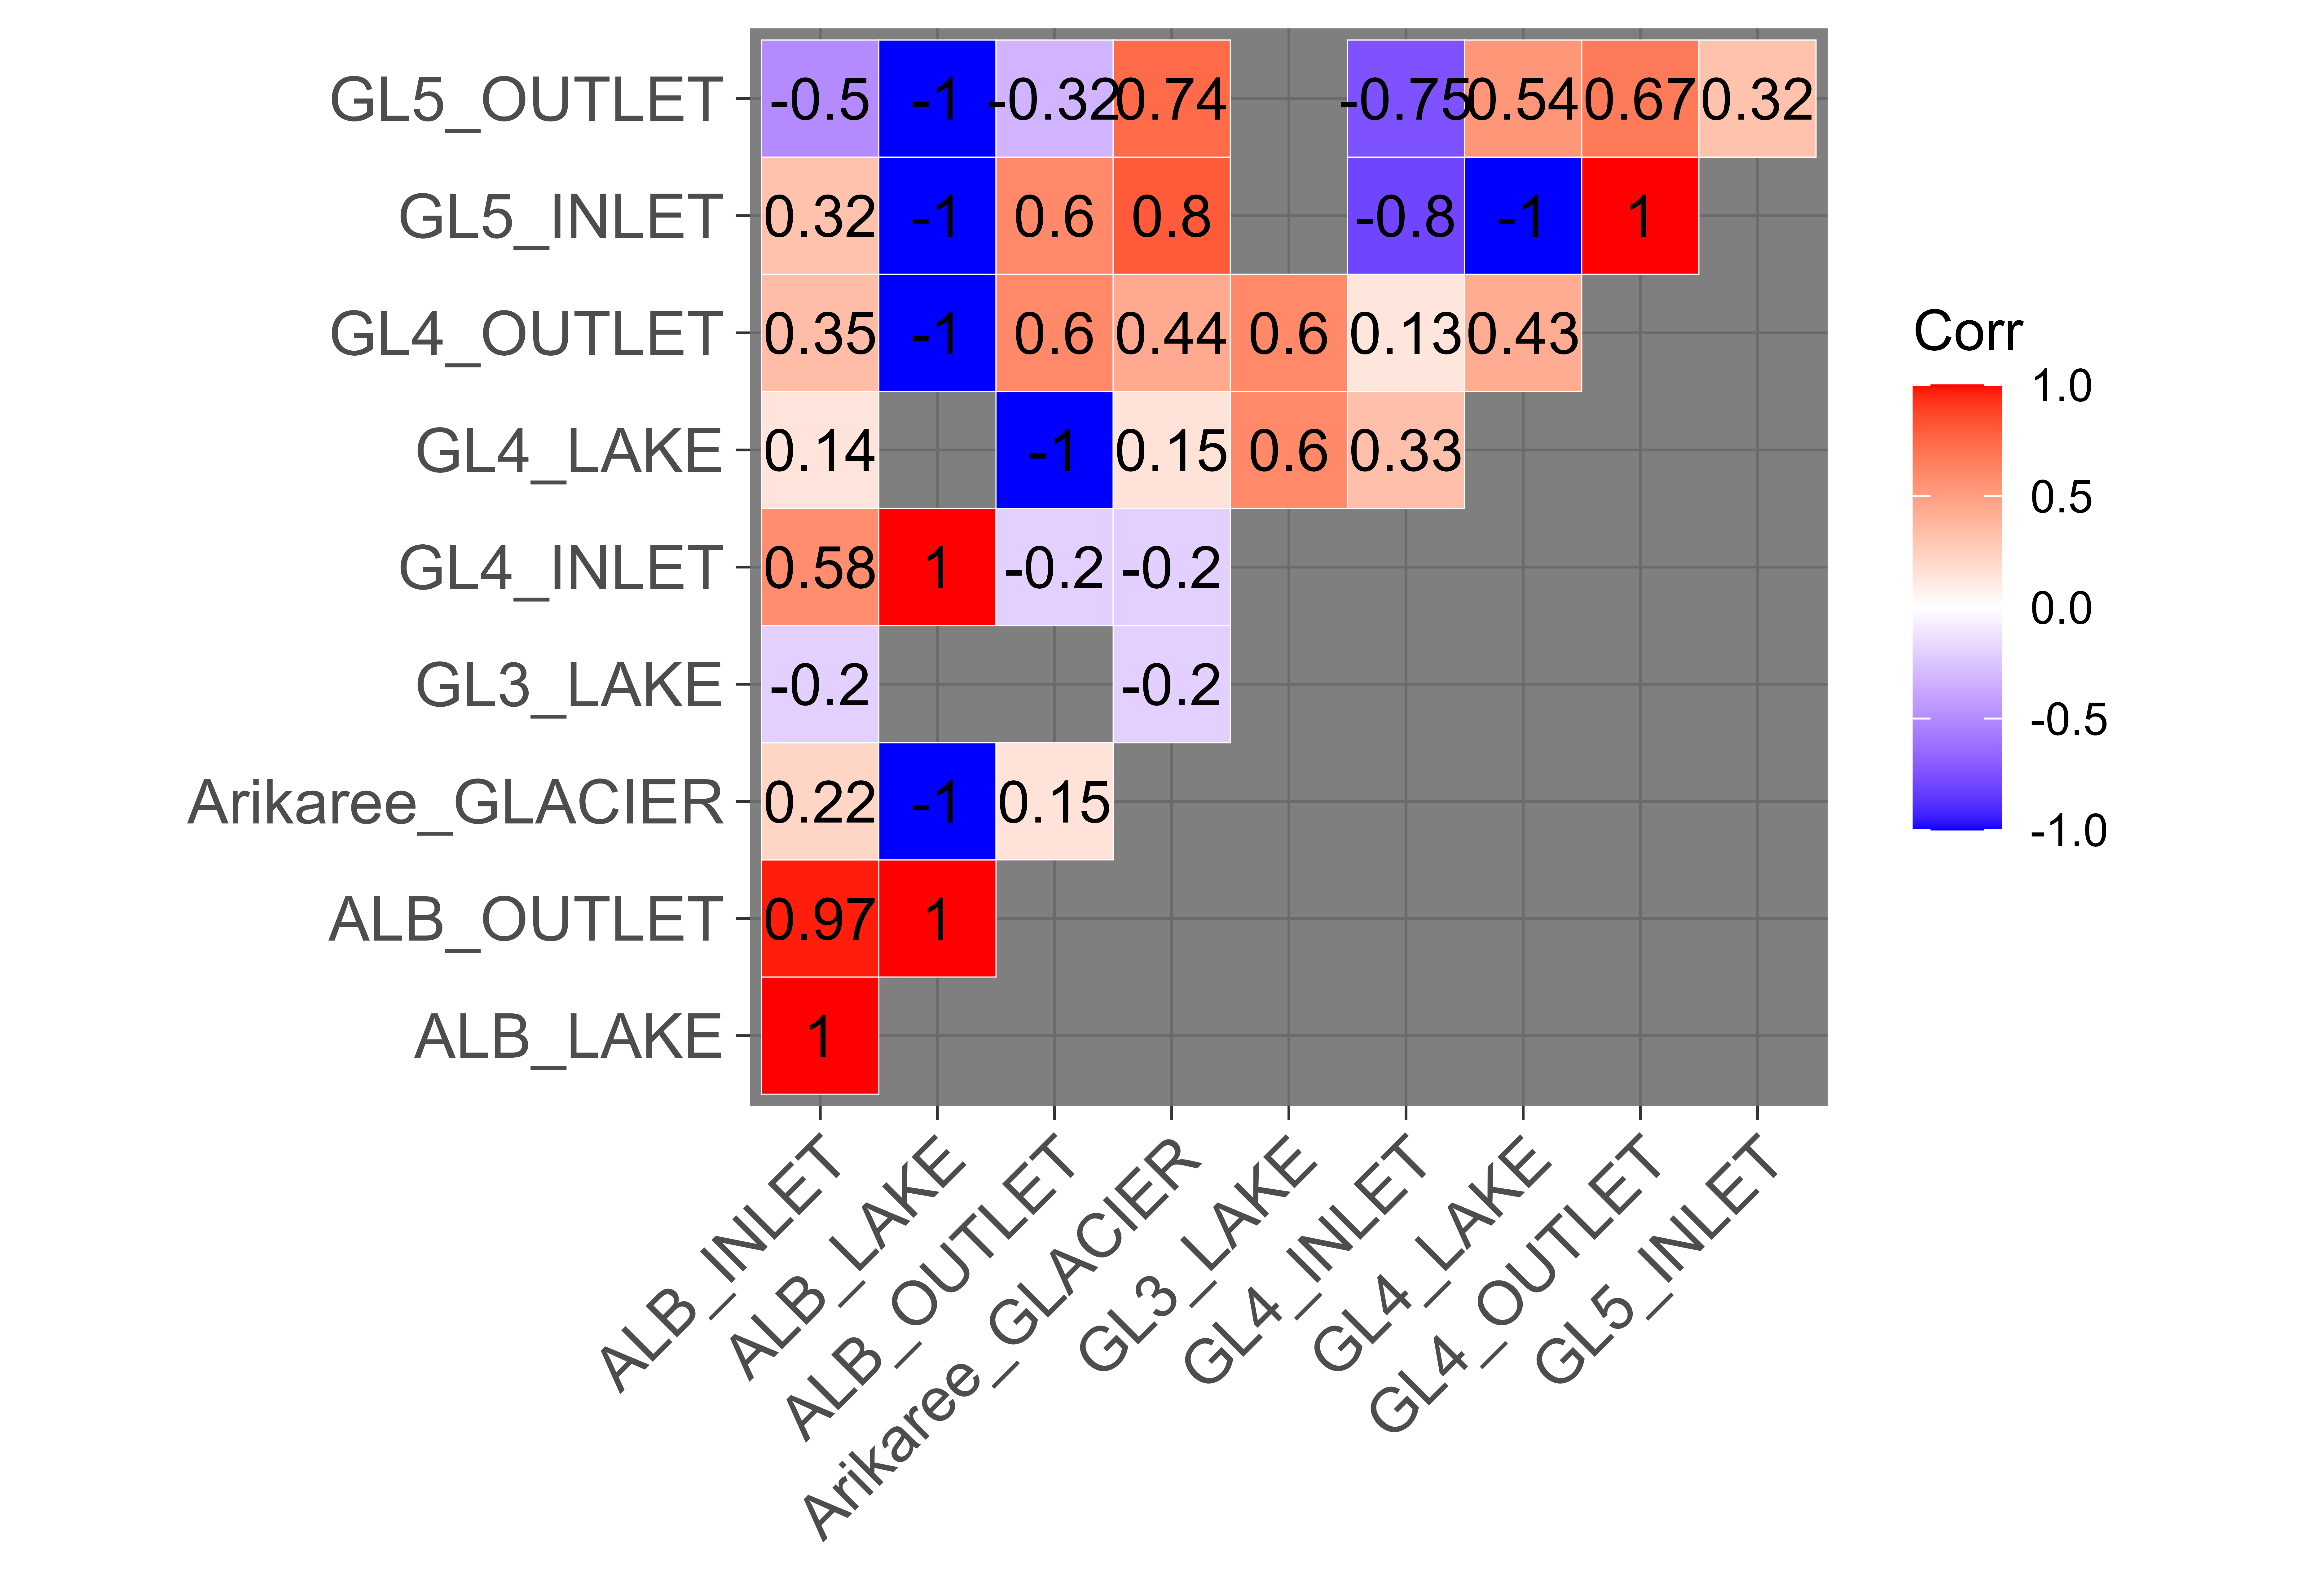 GL5_OUTLET -0.5 -1 -0.32 0.74 -0.75 0.54 0.67 0.32
GL5_INLET 0.32 -1 0.6 0.8 -0.8 -1 1
GL4_OUTLET 0.35 -1 0.6 0.44 0.6 0.13 0.43
GL4_LAKE 0.14 -1 0.15 0.6 0.33
GL4_INLET 0.58 1 -0.2 -0.2
GL3_LAKE -0.2 -0.2
Arikaree_GLACIER 0.22 -1 0.15
ALB_OUTLET 0.97 1
ALB_LAKE 1
ALB_INLET
ALB_LAKE
ALB_OUTLET
Arikaree_GLACIER
GL3_LAKE
GL4_INLET
GL4_LAKE
GL4_OUTLET
GL5_INLET
Corr
1.0
0.5
0.0
-0.5
-1.0